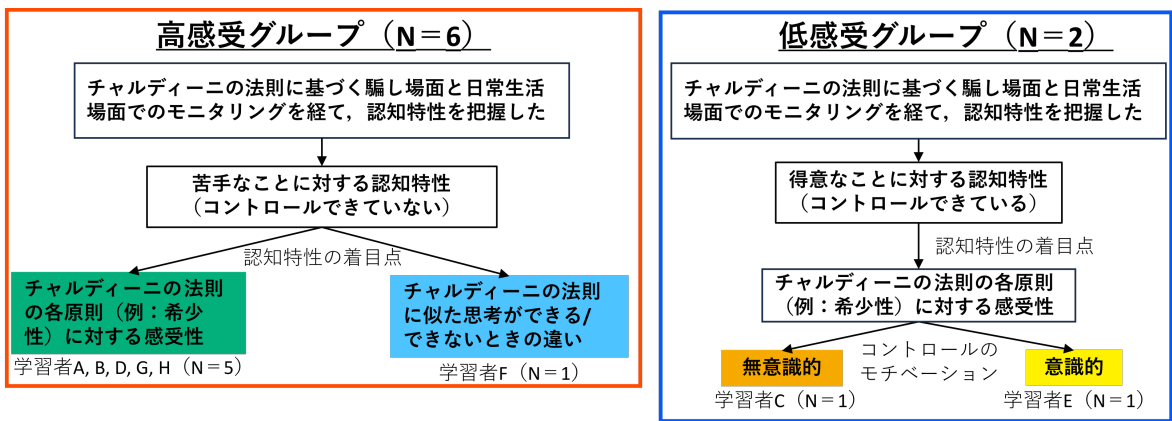 高感受グループ（N＝6）
チャルディーニの法則に基づく騙し場面と日常生活
場面でのモニタリングを経て，認知特性を把握した
苦手なことに対する認知特性
（コントロールできていない）
認知特性の着目点
チャルディーニの法則
の各原則（例：希少
性）に対する感受性
学習者A, B, D, G, H（N＝5）
チャルディーニの法則
に似た思考ができる/
できないときの違い
学習者F（N＝1）
低感受グループ（N＝2）
チャルディーニの法則に基づく騙し場面と日常生活
場面でのモニタリングを経て，認知特性を把握した
得意なことに対する認知特性
（コントロールできている）
認知特性の着目点
チャルディーニの法則の各原則
（例：希少性）に対する感受性
コントロールの
モチベーション
無意識的
学習者C（N＝1）
意識的
学習者E（N＝1）